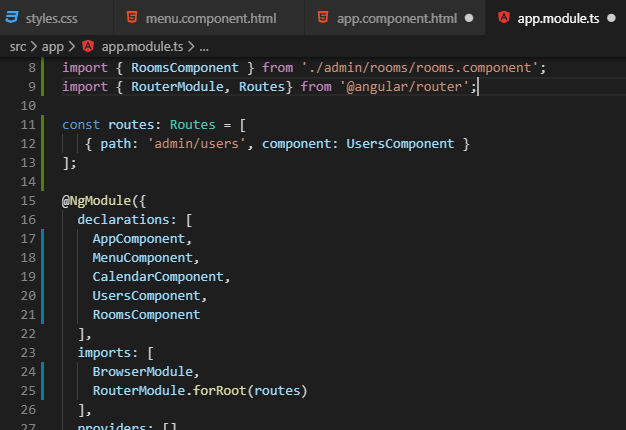 styles.css menu.component.html app.component.html app.module.ts
src > app > app.module.ts > ...
8 import { RoomsComponent } from './admin/rooms/rooms.component';
9 import { RouterModule, Routes} from '@angular/router';
10
11 const routes: Routes = [
12 { path: 'admin/users', component: UsersComponent }
13 ];
14
15 @NgModule({
16 declarations: [
17 AppComponent,
18 MenuComponent,
19 CalendarComponent,
20 UsersComponent,
21 RoomsComponent
22 ],
23 imports: [
24 BrowserModule,
25 RouterModule.forRoot(routes)
26 ],
27 providers: []